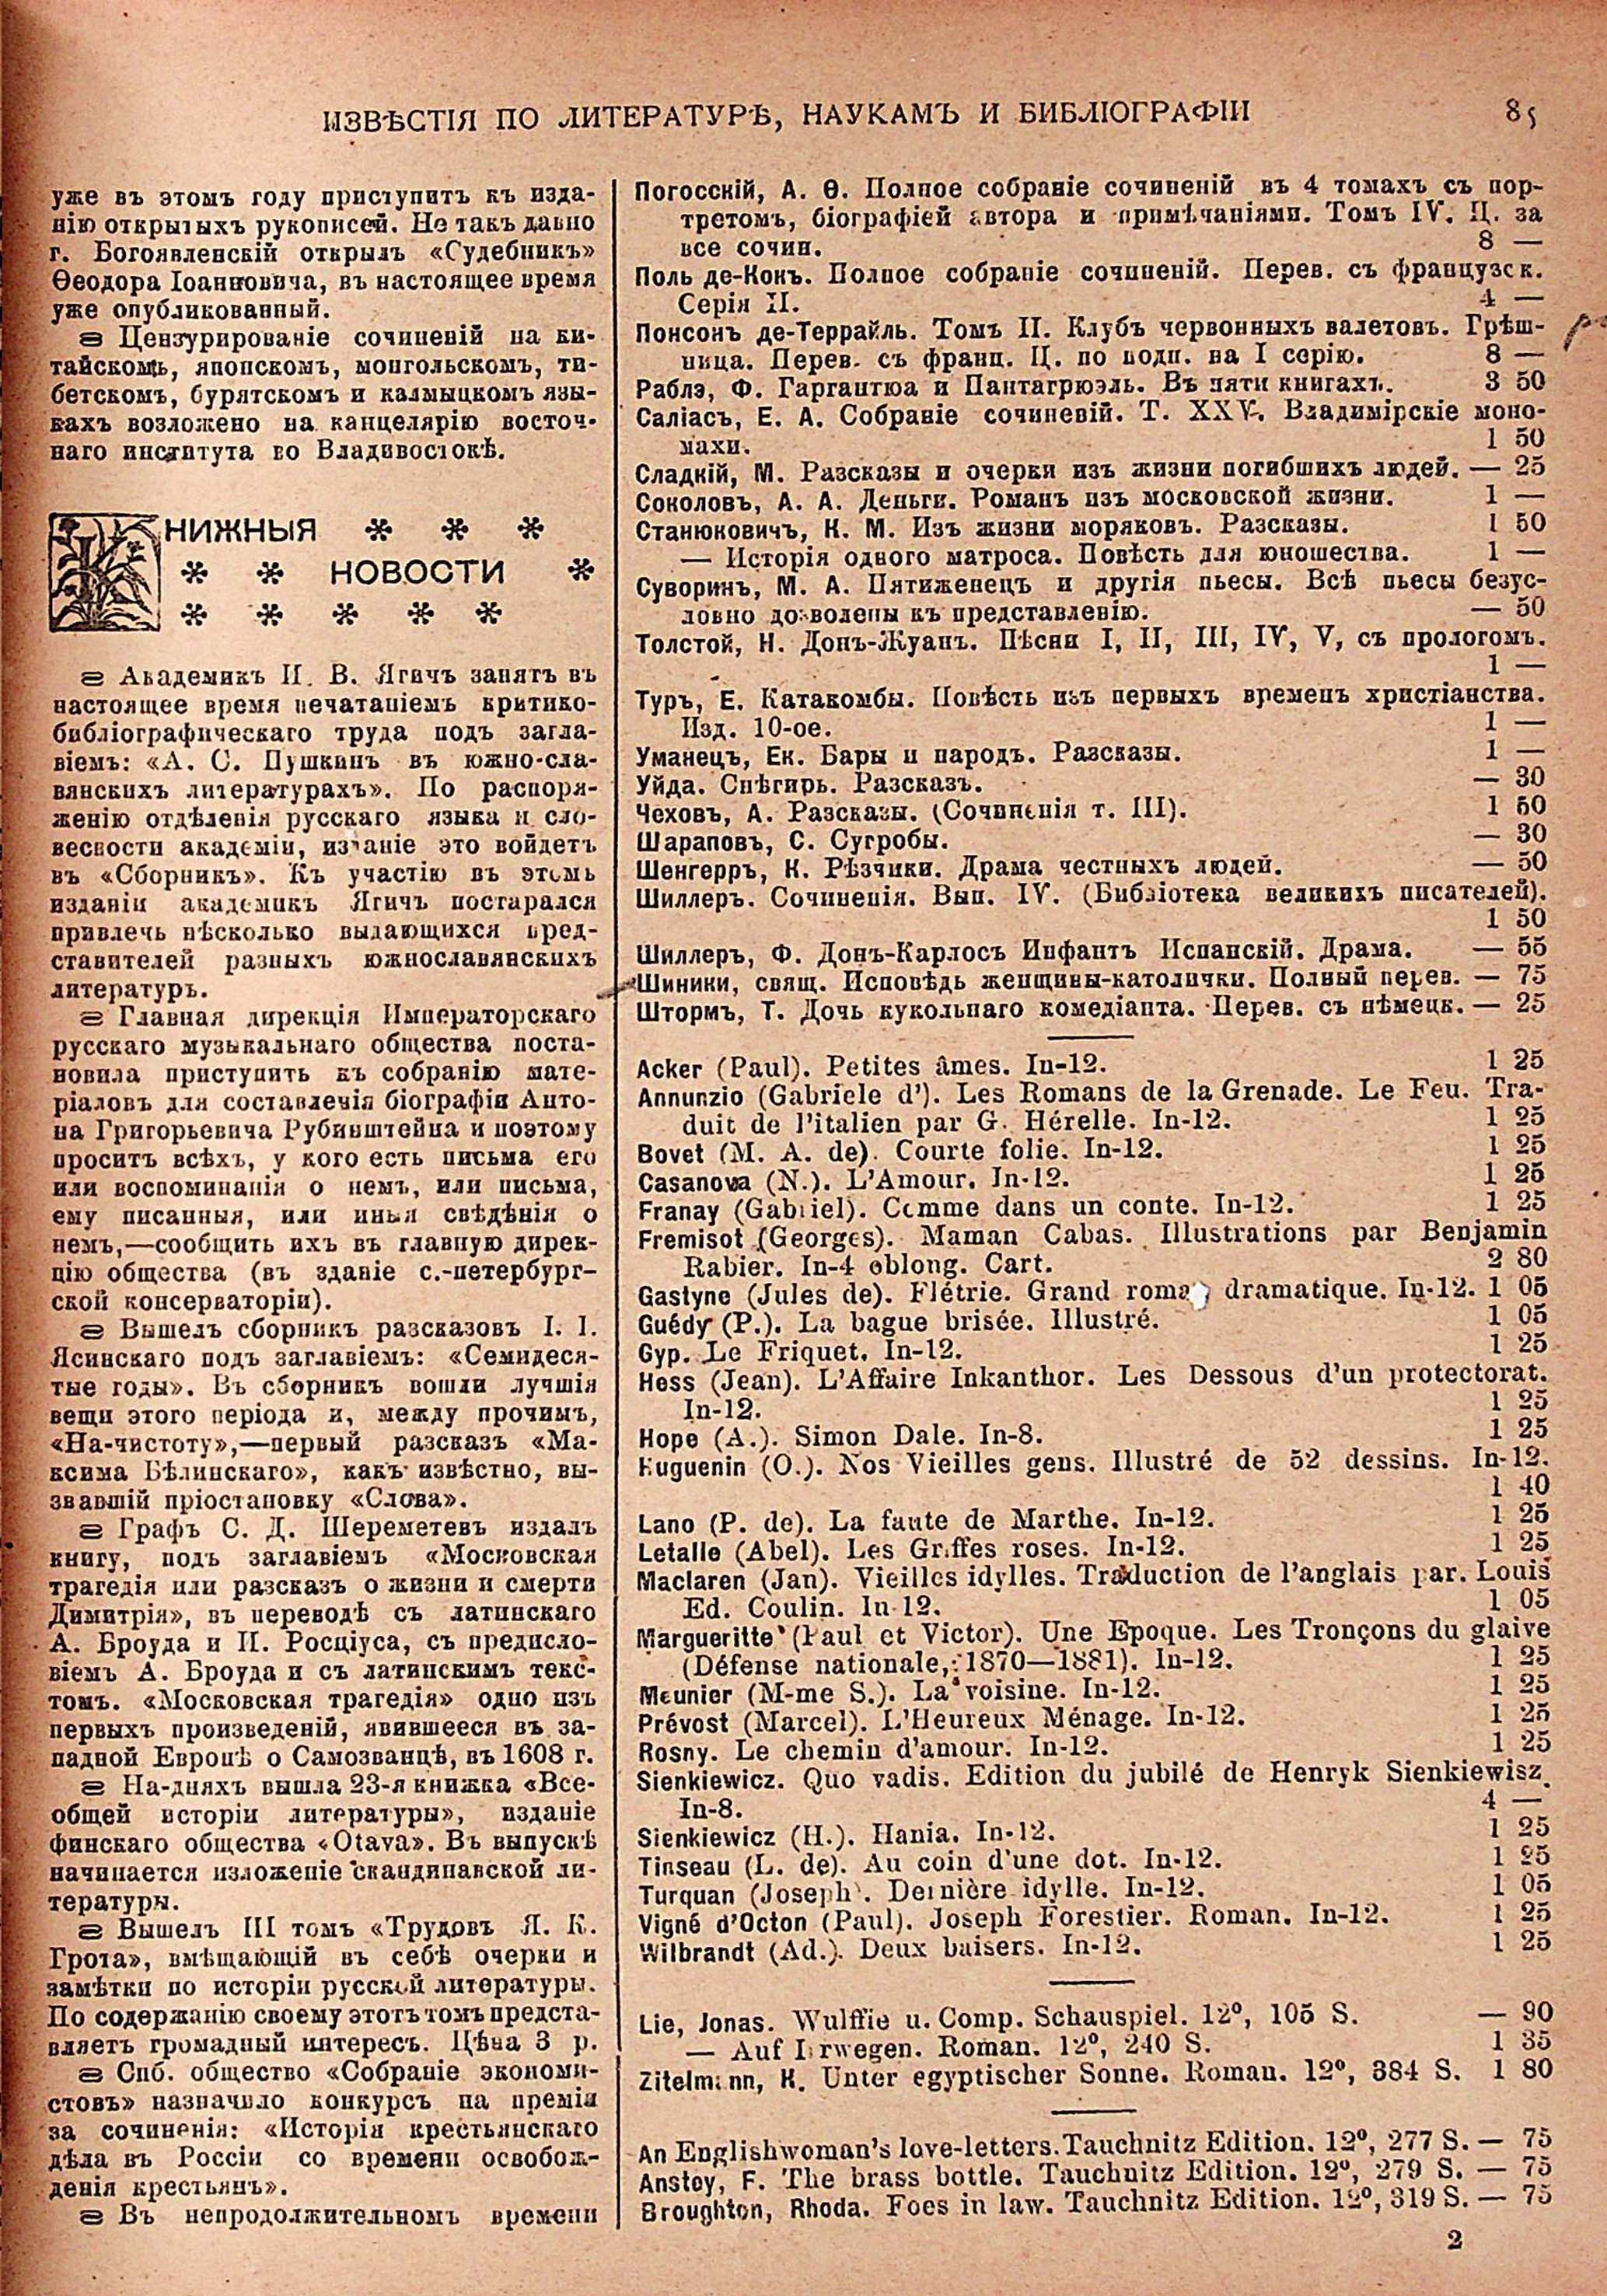 ИЗВѢСТІЯ ПО ЛИТЕРАТУРѢ, НАУКАМЪ И БИБЛІОГРАФІИ 85
уже въ этомъ году приступить къ изда-
нію открытыхъ рукописей. Не такъ давно
г. Богоявленскій открылъ «Судебникъ»
Ѳеодора Іоанновича, въ настоящее время
уже опубликованный.
Цензурированіе сочиненій на ки-
тайскомъ, японскомъ, монгольскомъ, ти-
бетскомъ, бурятскомъ и калмыцкомъ язы-
кахъ возложено на канцелярію восточ-
наго института во Владивостокѣ.
КНИЖНЫЯ
НОВОСТИ
Академикъ И. В. Ягичъ занятъ въ
настоящее время печатаніемъ критико-
библіографическаго труда подъ загла-
віемъ: «А. С. Пушкинъ въ южно-сла-
вянскихъ литературахъ». По распоря-
женію отдѣленія русскаго языка и сло-
весности академіи, изданіе это войдетъ
въ «Сборникъ». Къ участію въ этомъ
изданіи академикъ Ягичъ постарался
привлечь нѣсколько выдающихся пред-
ставителей разныхъ южнославянскихъ
литературъ.
Главная дирекція Императорскаго
русскаго музыкальнаго общества поста-
новила приступить къ собранію мате-
ріаловъ для составленія біографіи Анто-
на Григорьевича Рубинштейна и поэтому
проситъ всѣхъ, у кого есть письма его
или воспоминанія о немъ, или письма,
ему писанныя, или иныя свѣдѣнія о
немъ,—сообщить ихъ въ главную дирек-
цію общества (въ зданіе с.-петербург-
ской консерваторіи).
Вышелъ сборникъ разсказовъ І. І.
Ясинскаго подъ заглавіемъ: «Семидеся-
тые годы». Въ сборникъ вошли лучшія
вещи этого періода и, между прочимъ,
«На-чистоту»,—первый разсказъ «Ма-
ксима Бѣлинскаго», какъ извѣстно, вы-
звавшій пріостановку «Слова».
Графъ С. Д. Шереметевъ издалъ
книгу, подъ заглавіемъ «Московская
трагедія или разсказъ о жизни и смерти
Димитрія», въ переводѣ съ латинскаго
А. Броуда и И. Росціуса, съ предисло-
віемъ А. Броуда и съ латинскимъ текс-
томъ. «Московская трагедія» одно изъ
первыхъ произведеній, явившееся въ за-
падной Европѣ о Самозванцѣ, въ 1608 г.
На-дняхъ вышла 23-я книжка «Все-
общей исторіи литературы», изданіе
финскаго общества «Otava». Въ выпускѣ
начинается изложеніе скандинавской ли-
тературы.
Вышелъ III томъ «Трудовъ Я. К.
Грота», вмѣщающій въ себѣ очерки и
замѣтки по исторіи русской литературы.
По содержанію своему этотъ томъ предста-
вляетъ громадный интересъ. Цѣна 3 р.
Спб. общество «Собраніе экономи-
стовъ» назначило конкурсъ на преміи
за сочиненія: «Исторія крестьянскаго
дѣла въ Россіи со времени освобож-
денія крестьянъ».
Въ непродолжительномъ времени
Погосскій, А. Ѳ. Полное собраніе сочиненій въ 4 томахъ съ пор-
третомъ, біографіей автора и примѣчаніями. Томъ IV. Ц. за
все сочин. 8 —
Поль де-Кокъ. Полное собраніе сочиненій. Перев. съ французск.
Серія II. 4 —
Понсонъ де-Террайль. Томъ II. Клубъ червонныхъ валетовъ. Грѣш-
ница. Перев. съ франц. Ц. по подп. на I серію. 8 —
Раблэ, Ф. Гаргантюа и Пантагрюэль. Въ пяти книгахъ. 3 50
Саліасъ, Е. А. Собраніе сочиненій. Т. XXV. Владимірскіе моно-
махи. 1 50
Сладкій, М. Разсказы и очерки изъ жизни погибшихъ людей. — 25
Соколовъ, А. А. Деньги. Романъ изъ московской жизни. 1 —
Станюковичъ, К. М. Изъ жизни моряковъ. Разсказы. 1 50
— Исторія одного матроса. Повѣсть для юношества. 1 —
Суворинъ, М. А. Пятиженецъ и другія пьесы. Всѣ пьесы безус-
ловно дозволены къ представленію. — 50
Толстой, Н. Донъ-Жуанъ. Пѣсни I, II, III, IV, V, съ прологомъ.
1 —
Туръ, Е. Катакомбы. Повѣсть изъ первыхъ временъ христіанства.
Изд. 10-ое. 1 —
Уманецъ, Ек. Бары и народъ. Разсказы. 1 —
Уйда. Снѣгирь. Разсказъ. — 30
Чеховъ, А. Разсказы. (Сочиненія т. III). 1 50
Шараповъ, С. Сугробы. — 30
Шенгерръ, К. Рѣзчики. Драма честныхъ людей. — 50
Шиллеръ. Сочиненія. Вып. IV. (Библіотека великихъ писателей).
1 50
Шиллеръ, Ф. Донъ-Карлосъ Инфантъ Испанскій. Драма. — 55
Шиники, свящ. Исповѣдь женщины-католички. Полный перев. — 75
Штормъ, Т. Дочь кукольнаго комедіанта. Перев. съ нѣмецк. — 25
Acker (Paul). Petites âmes. In-12. 1 25
Annunzio (Gabriele d'). Les Romans de la Grenade. Le Feu. Tra-
duit de l'italien par G. Hérelle. In-12. 1 25
Bovet (M. A. de). Courte folie. In-12. 1 25
Casanova (N.). L'Amour. In-12. 1 25
Franay (Gabriel). Comme dans un conte. In-12. 1 25
Fremisot (Georges). Maman Cabas. Illustrations par Benjamin
Rabier. In-4 oblong. Cart. 2 80
Gastyne (Jules de). Flétrie. Grand roman dramatique. In-12. 1 05
Guédy (P.). La bague brisée. Illustré. 1 05
Gyp. Le Friquet. In-12. 1 25
Hess (Jean). L'Affaire Inkanthor. Les Dessous d'un protectorat.
In-12. 1 25
Hope (A.). Simon Dale. In-8. 1 25
Huguenin (O.). Nos Vieilles gens. Illustré de 52 dessins. In-12.
1 40
Lano (P. de). La faute de Marthe. In-12. 1 25
Letalle (Abel). Les Griffes roses. In-12. 1 25
Maclaren (Jan). Vieilles idylles. Traduction de l'anglais par. Louis
Ed. Coulin. In-12. 1 05
Margueritte (Paul et Victor). Une Epoque. Les Tronçons du glaive
(Défense nationale, 1870—1881). In-12. 1 25
Meunier (M-me S.). La voisine. In-12. 1 25
Prévost (Marcel). L'Heureux Ménage. In-12. 1 25
Rosny. Le chemin d'amour. In-12. 1 25
Sienkiewicz. Quo vadis. Edition du jubilé de Henryk Sienkiewisz.
In-8. 4 —
Sienkiewicz (H.). Hania. In-12. 1 25
Tinseau (L. de). Au coin d'une dot. In-12. 1 25
Turquan (Joseph). Dernière idylle. In-12. 1 05
Vigné d'Octon (Paul). Joseph Forestier. Roman. In-12. 1 25
Wilbrandt (Ad.). Deux baisers. In-12. 1 25
Lie, Jonas. Wulffie u. Comp. Schauspiel. 12º, 105 S. — 90
— Auf Irrwegen. Roman. 12º, 240 S. 1 35
Zitelmann, K. Unter egyptischer Sonne. Roman. 12º, 384 S. 1 80
An Englishwoman's love-letters. Tauchnitz Edition. 12º, 277 S. — 75
Anstey, F. The brass bottle. Tauchnitz Edition. 12º, 279 S. — 75
Broughton, Rhoda. Foes in law. Tauchnitz Edition. 12º, 319 S. — 75
2